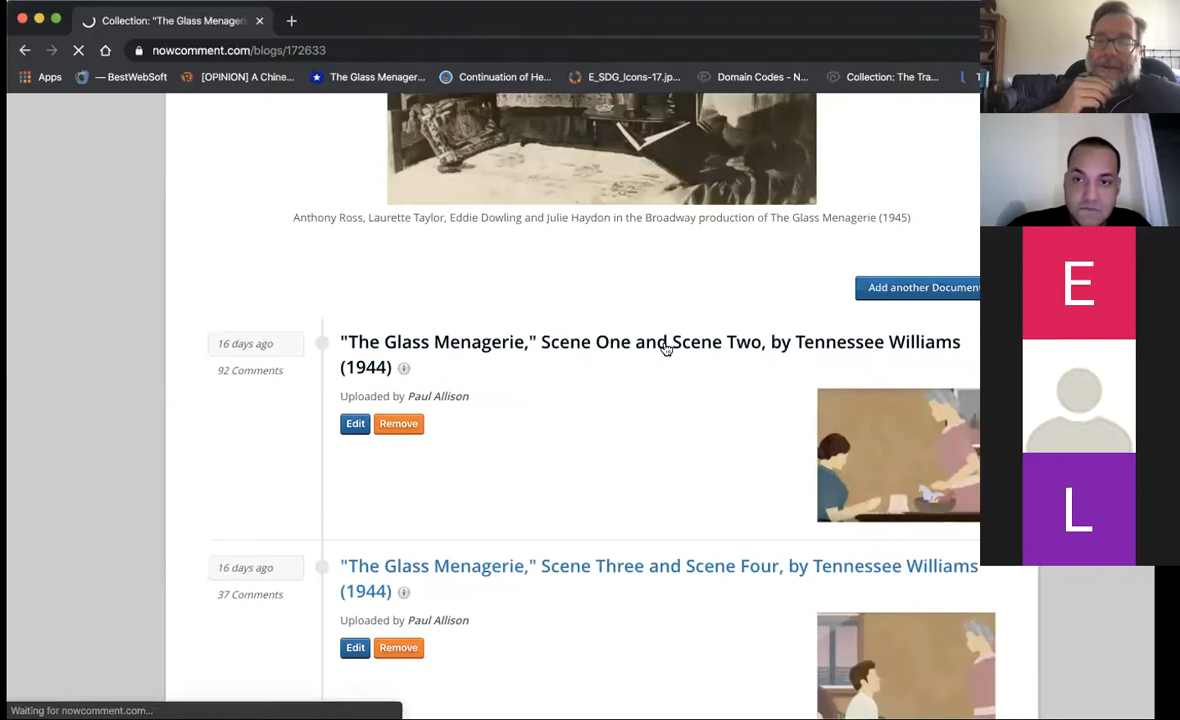 Collection: "The Glass Menageri
nowcomment.com/blogs/172633
Apps
— BestWebSoft
[OPINION] A Chine...
The Glass Menager...
Continuation of He...
E_SDG_Icons-17.jp...
Domain Codes - N...
Collection: The Tra...
Anthony Ross, Laurette Taylor, Eddie Dowling and Julie Haydon in the Broadway production of The Glass Menagerie (1945)
Add another Document
16 days ago
92 Comments
"The Glass Menagerie," Scene One and Scene Two, by Tennessee Williams
(1944)
Uploaded by Paul Allison
Edit
Remove
16 days ago
37 Comments
"The Glass Menagerie," Scene Three and Scene Four, by Tennessee Williams
(1944)
Uploaded by Paul Allison
Edit
Remove
Waiting for nowcomment.com...
E
L